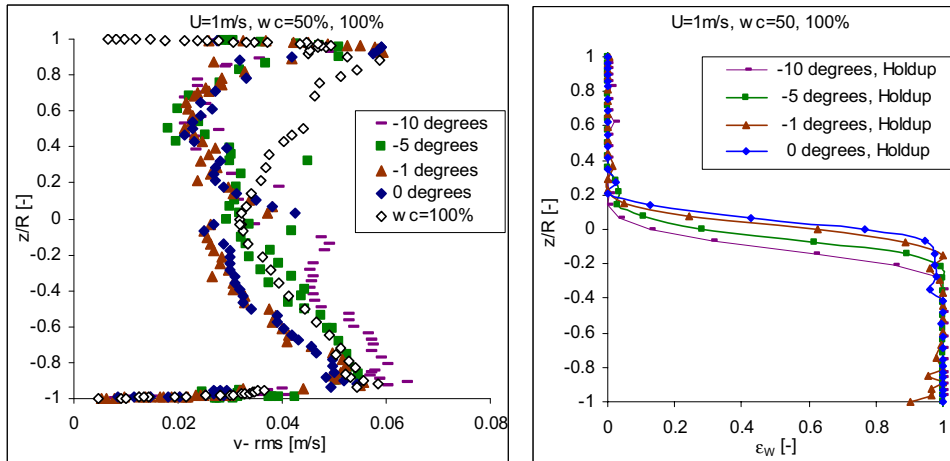 U=1m/s, w c=50%, 100%
z/R [-]
1
0.8
0.6
0.4
0.2
0
-0.2
-0.4
-0.6
-0.8
-1
0
0.02
0.04
0.06
0.08
v- rms [m/s]
-10 degrees
-5 degrees
-1 degrees
0 degrees
w c=100%
U=1m/s, w c=50, 100%
z/R [-]
1
0.8
0.6
0.4
0.2
0
-0.2
-0.4
-0.6
-0.8
-1
0
0.2
0.4
0.6
0.8
1
εW [-]
-10 degrees, Holdup
-5 degrees, Holdup
-1 degrees, Holdup
0 degrees, Holdup